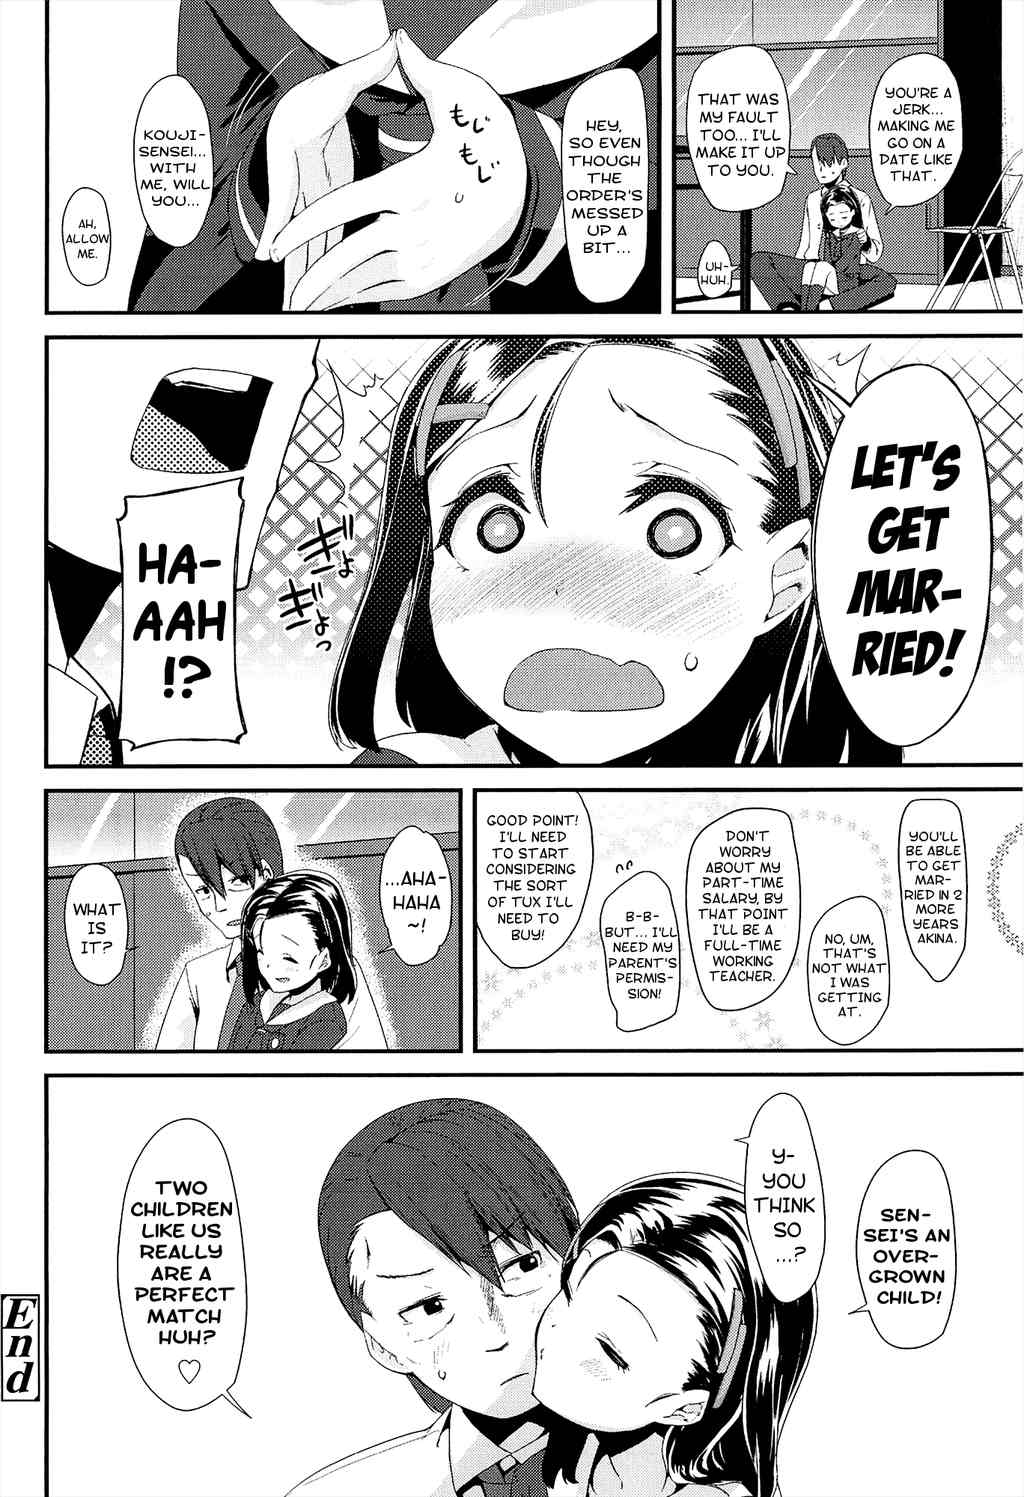 YOU'RE A
JERK...
MAKING ME
GO ON A
DATE LIKE
THAT.
THAT WAS
MY FAULT
TOO... I'LL
MAKE IT UP
TO YOU.
UH-
HUH.
HEY,
SO EVEN
THOUGH
THE
ORDER'S
MESSED
UP A
BIT...
もじ
もじ
KOUJI-
SENSEI...
WITH
ME, WILL
YOU...
AH,
ALLOW
ME.
LET'S
GET
MAR-
RIED!
ぎょ
ぎょっ
HA-
AAH
!?
YOU'LL
BE ABLE
TO GET
MAR-
RIED IN 2
MORE
YEARS
AKINA.
NO, UM,
THAT'S
NOT WHAT
I WAS
GETTING
AT.
DON'T
WORRY
ABOUT MY
PART-TIME
SALARY,
BY THAT
POINT I'LL
BE A
FULL-TIME
WORKING
TEACHER.
B-B-
BUT... I'LL
NEED MY
PARENT'S
PERMIS-
SION!
GOOD POINT!
I'LL NEED
TO START
CONSIDERING
THE SORT
OF TUX I'LL
NEED TO
BUY!
...AHA-
HAHA
~!
WHAT
IS
IT?
SEN-
SEI'S AN
OVER-
GROWN
CHILD!
Y-
YOU
THINK
SO
...?
TWO
CHILDREN
LIKE US
REALLY
ARE A
PERFECT
MATCH
HUH?
♡
End